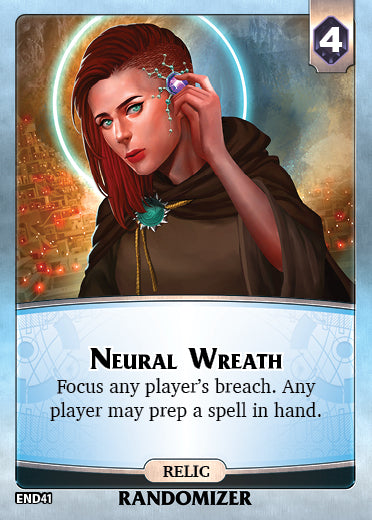 4
Neural Wreath
Focus any player's breach. Any
player may prep a spell in hand.
RELIC
END41
RANDOMIZER